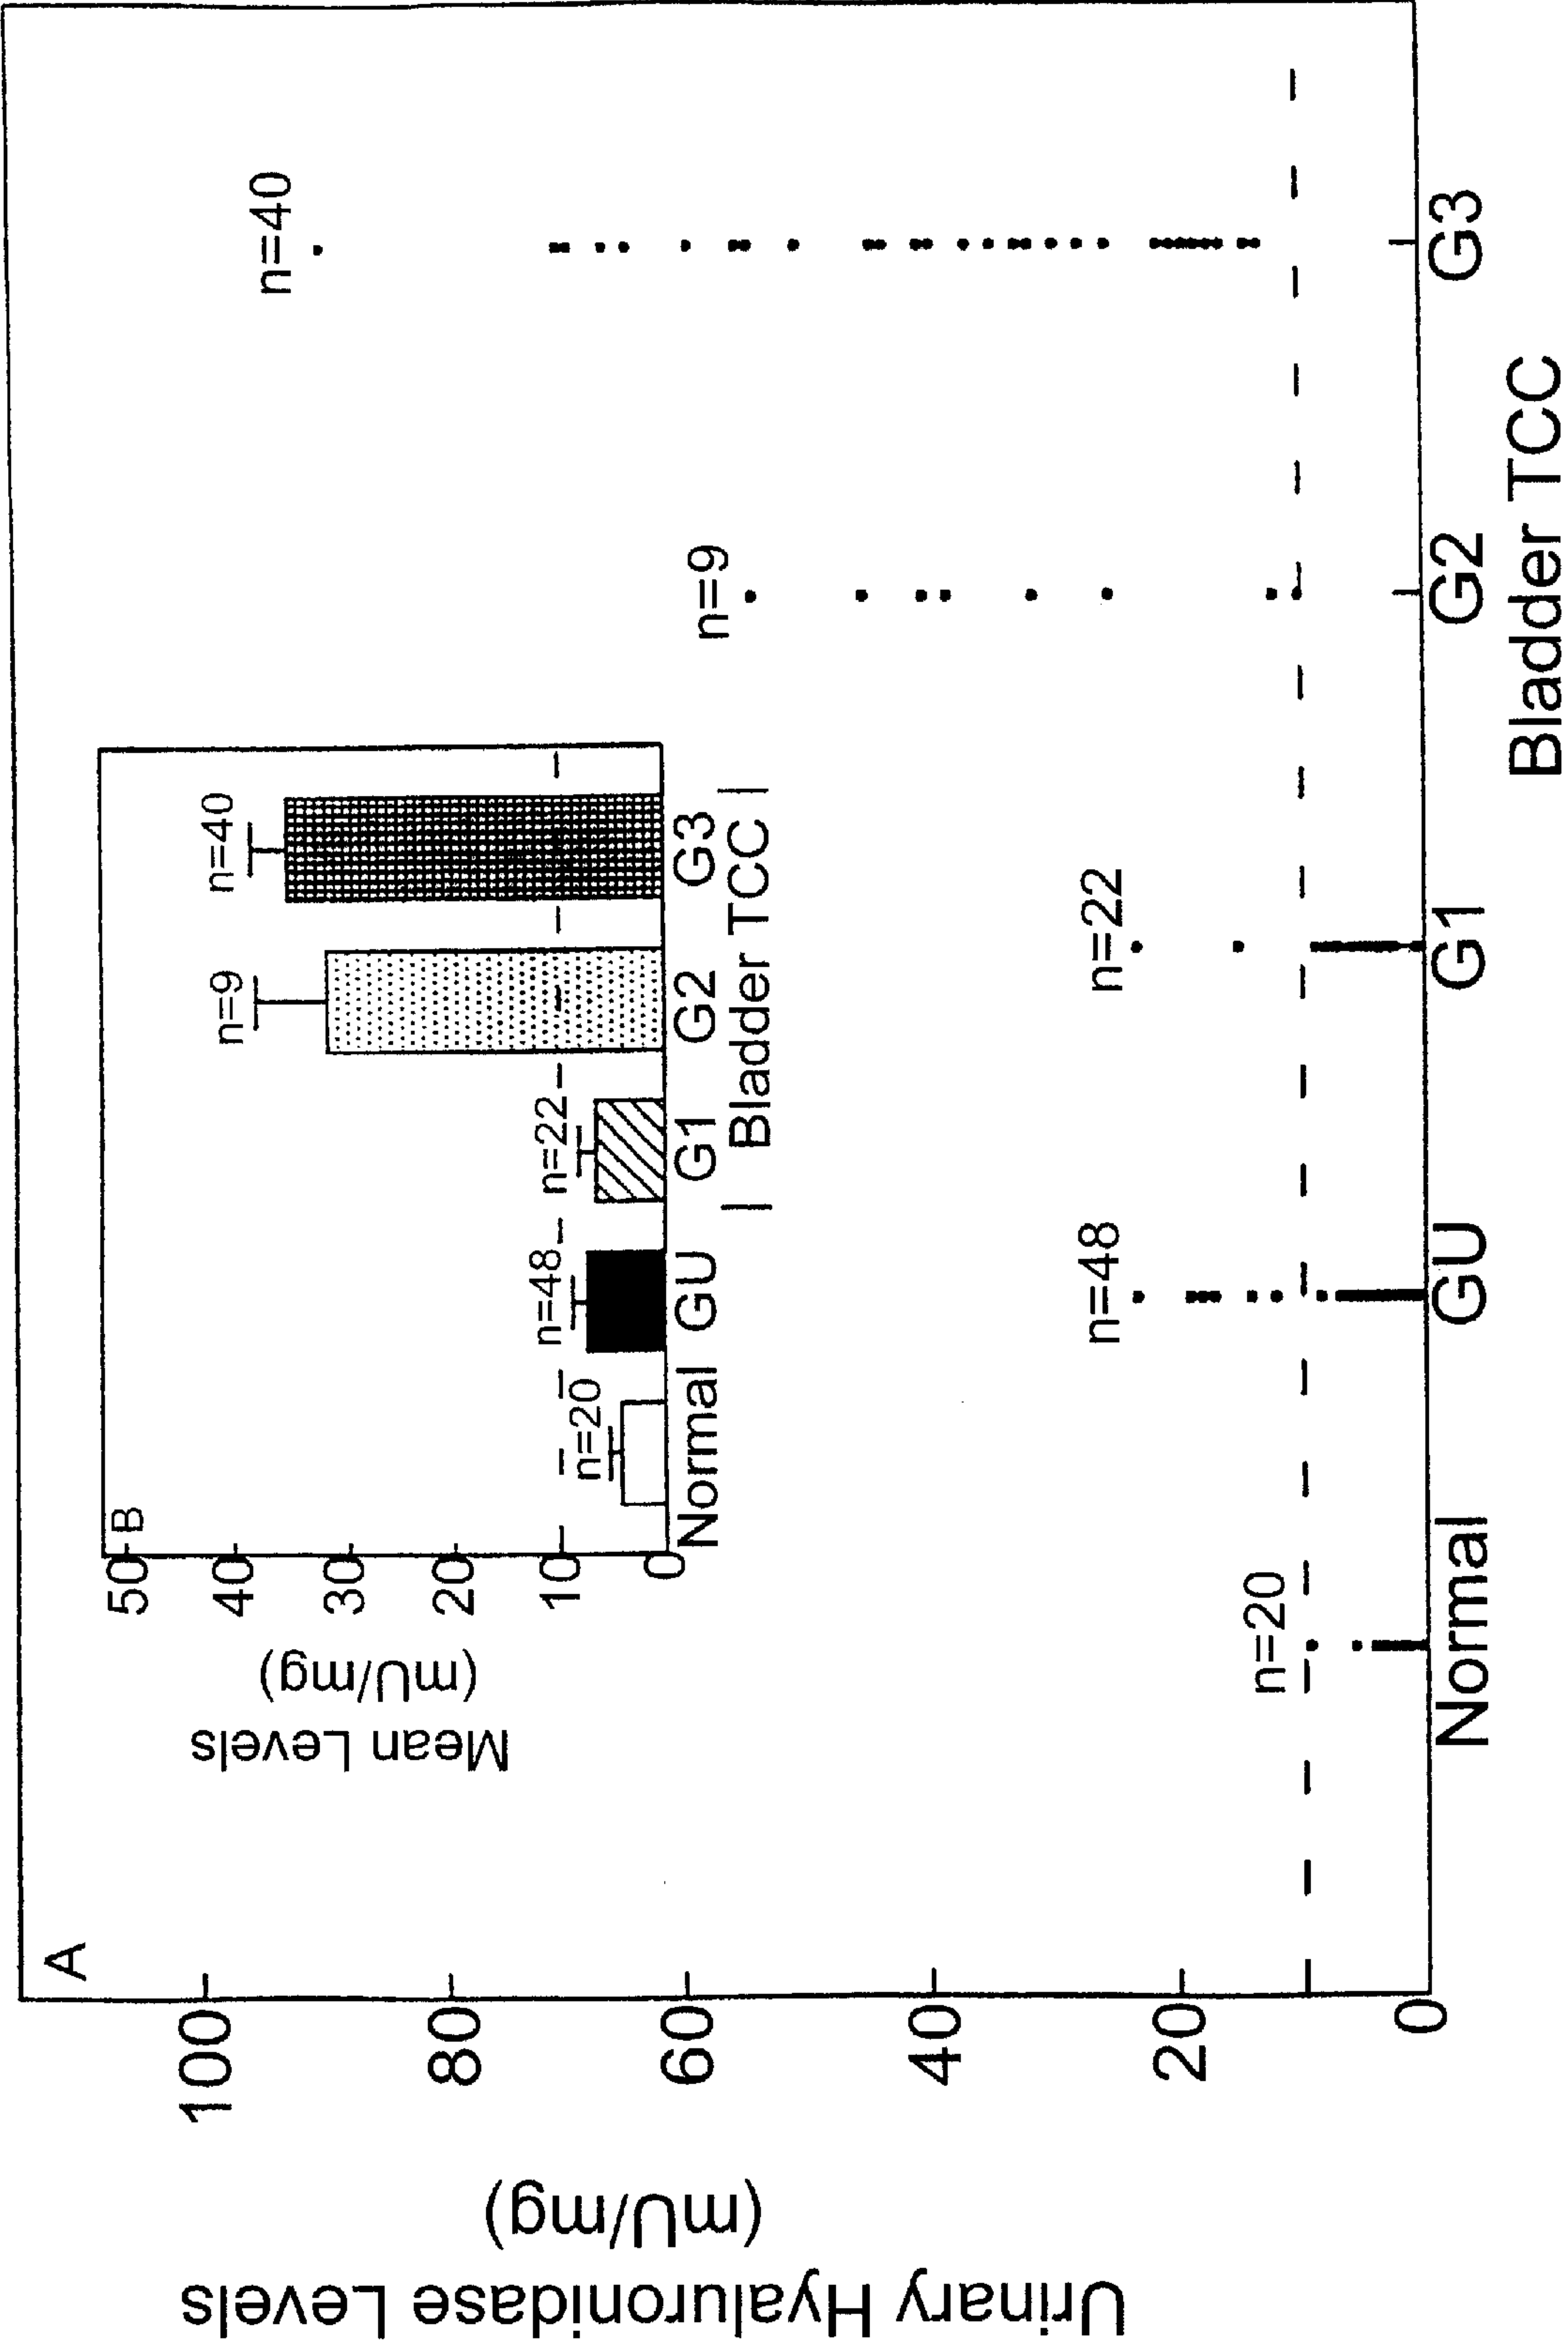 A
Urinary Hyaluronidase Levels
(mU/mg)
100
80
60
40
20
0
n=20
n=48
n=22
n=9
n=40
Normal
GU
G1
G2
G3
Bladder TCC
B
Mean Levels
(mU/mg)
50
40
30
20
10
0
n=20
n=48
n=22
n=9
n=40
Normal
GU
G1
G2
G3
| Bladder TCC |